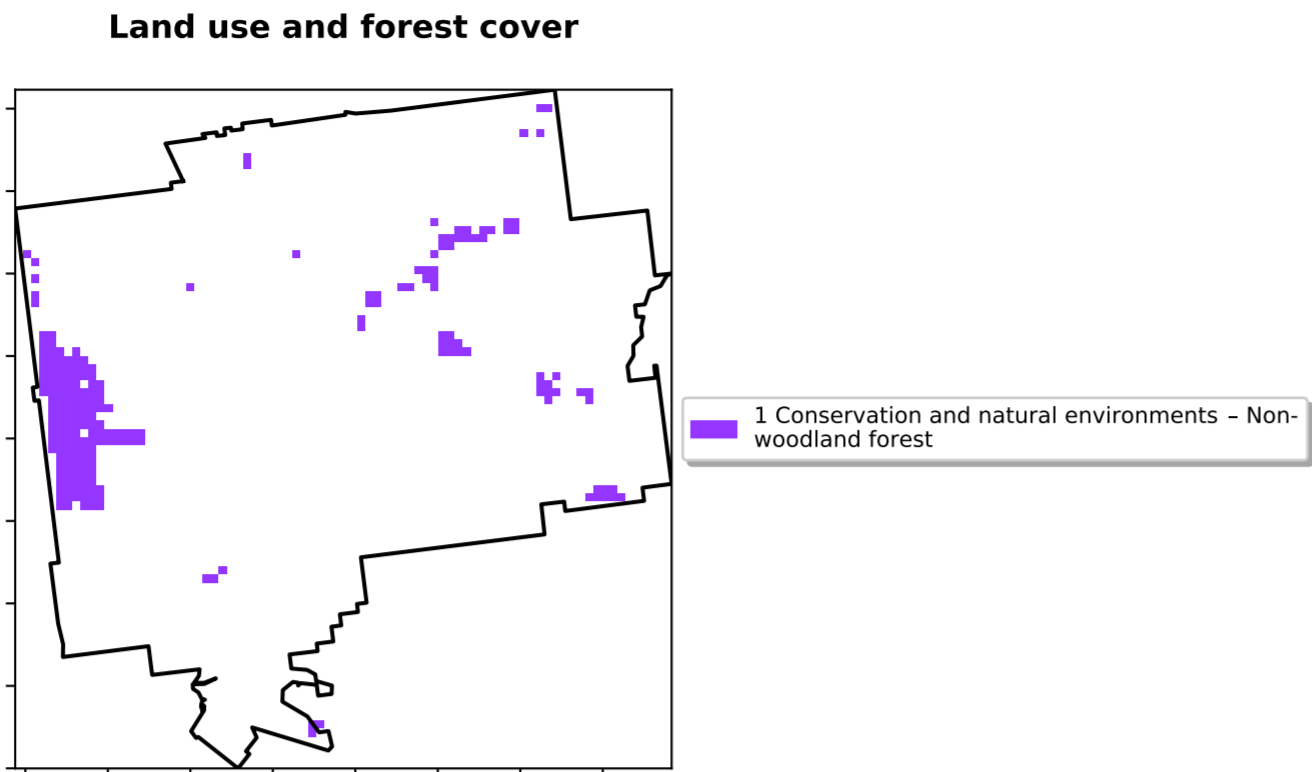 Land use and forest cover
1 Conservation and natural environments – Non-
woodland forest